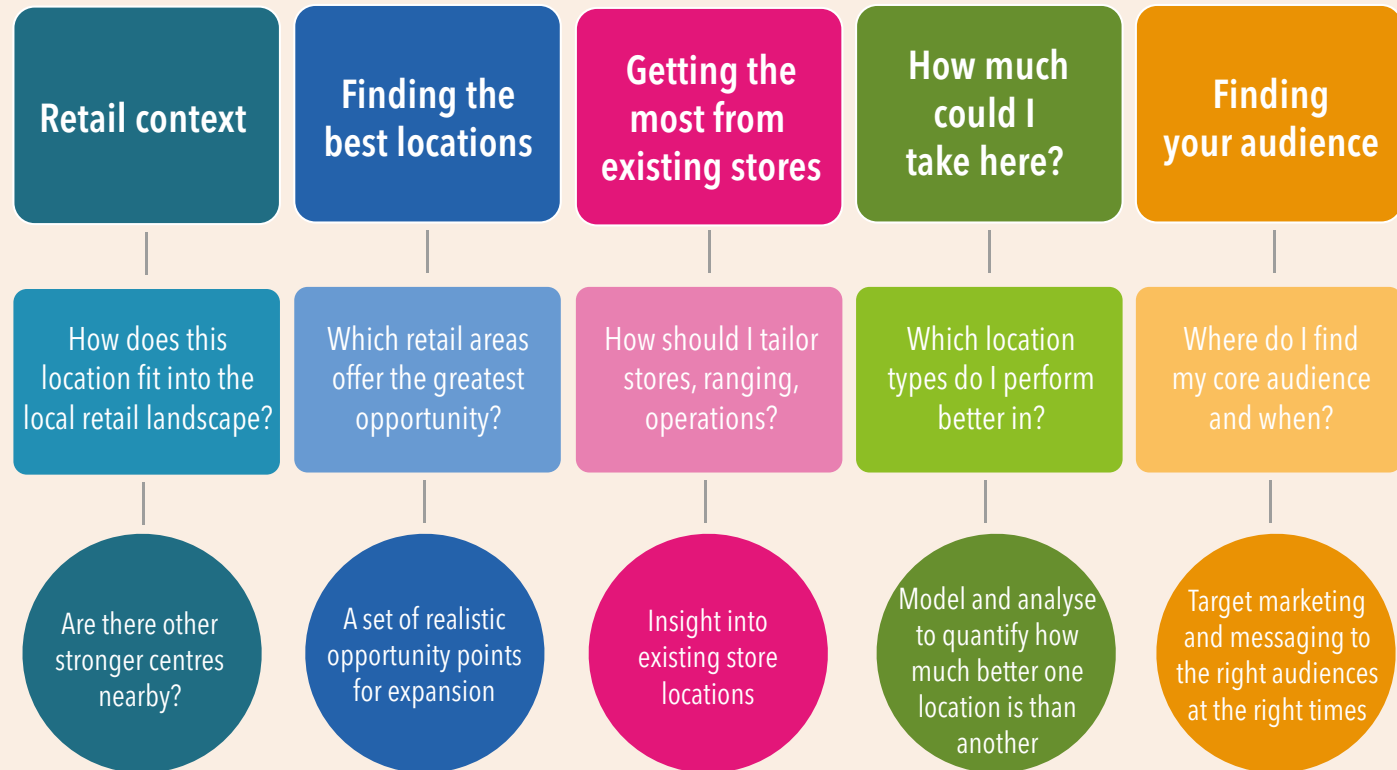 Retail context
Finding the
best locations
Getting the
most from
existing stores
How much
could I
take here?
Finding
your audience
How does this
location fit into the
local retail landscape?
Which retail areas
offer the greatest
opportunity?
How should I tailor
stores, ranging,
operations?
Which location
types do I perform
better in?
Where do I find
my core audience
and when?
Are there other
stronger centres
nearby?
A set of realistic
opportunity points
for expansion
Insight into
existing store
locations
Model and analyse
to quantify how
much better one
location is than
another
Target marketing
and messaging to
the right audiences
at the right times